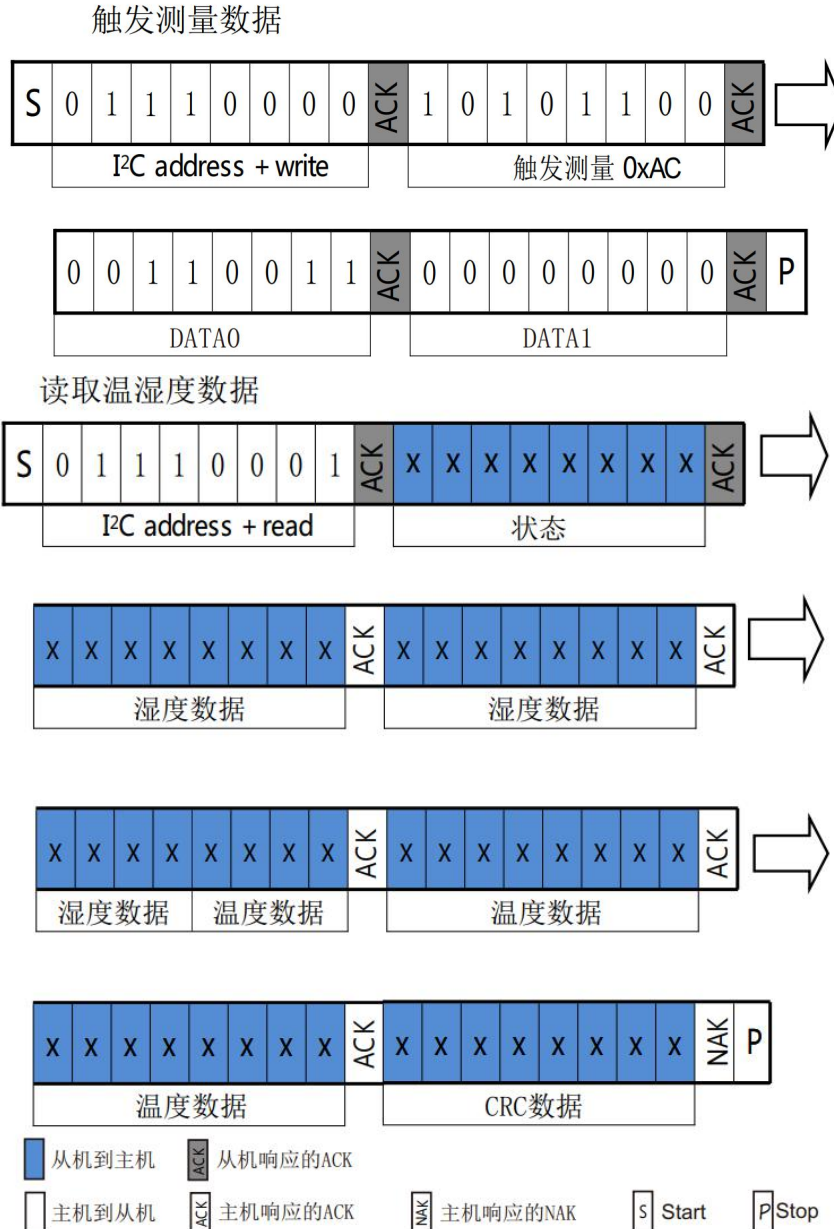 触发测量数据
S 0 1 1 1 0 0 0 0 ACK 1 0 1 0 1 1 0 0 ACK
I²C address + write 触发测量 0xAC
0 0 1 1 0 0 1 1 ACK 0 0 0 0 0 0 0 0 ACK P
DATA0 DATA1
读取温湿度数据
S 0 1 1 1 0 0 0 1 ACK X X X X X X X X ACK
I²C address + read 状态
X X X X X X X X ACK X X X X X X X X ACK
湿度数据 湿度数据
X X X X X X X X ACK X X X X X X X X ACK
湿度数据 温度数据 温度数据
X X X X X X X X ACK X X X X X X X X NAK P
温度数据 CRC数据
从机到主机 ACK 从机响应的ACK
主机到从机 ACK 主机响应的ACK NAK 主机响应的NAK S Start P Stop